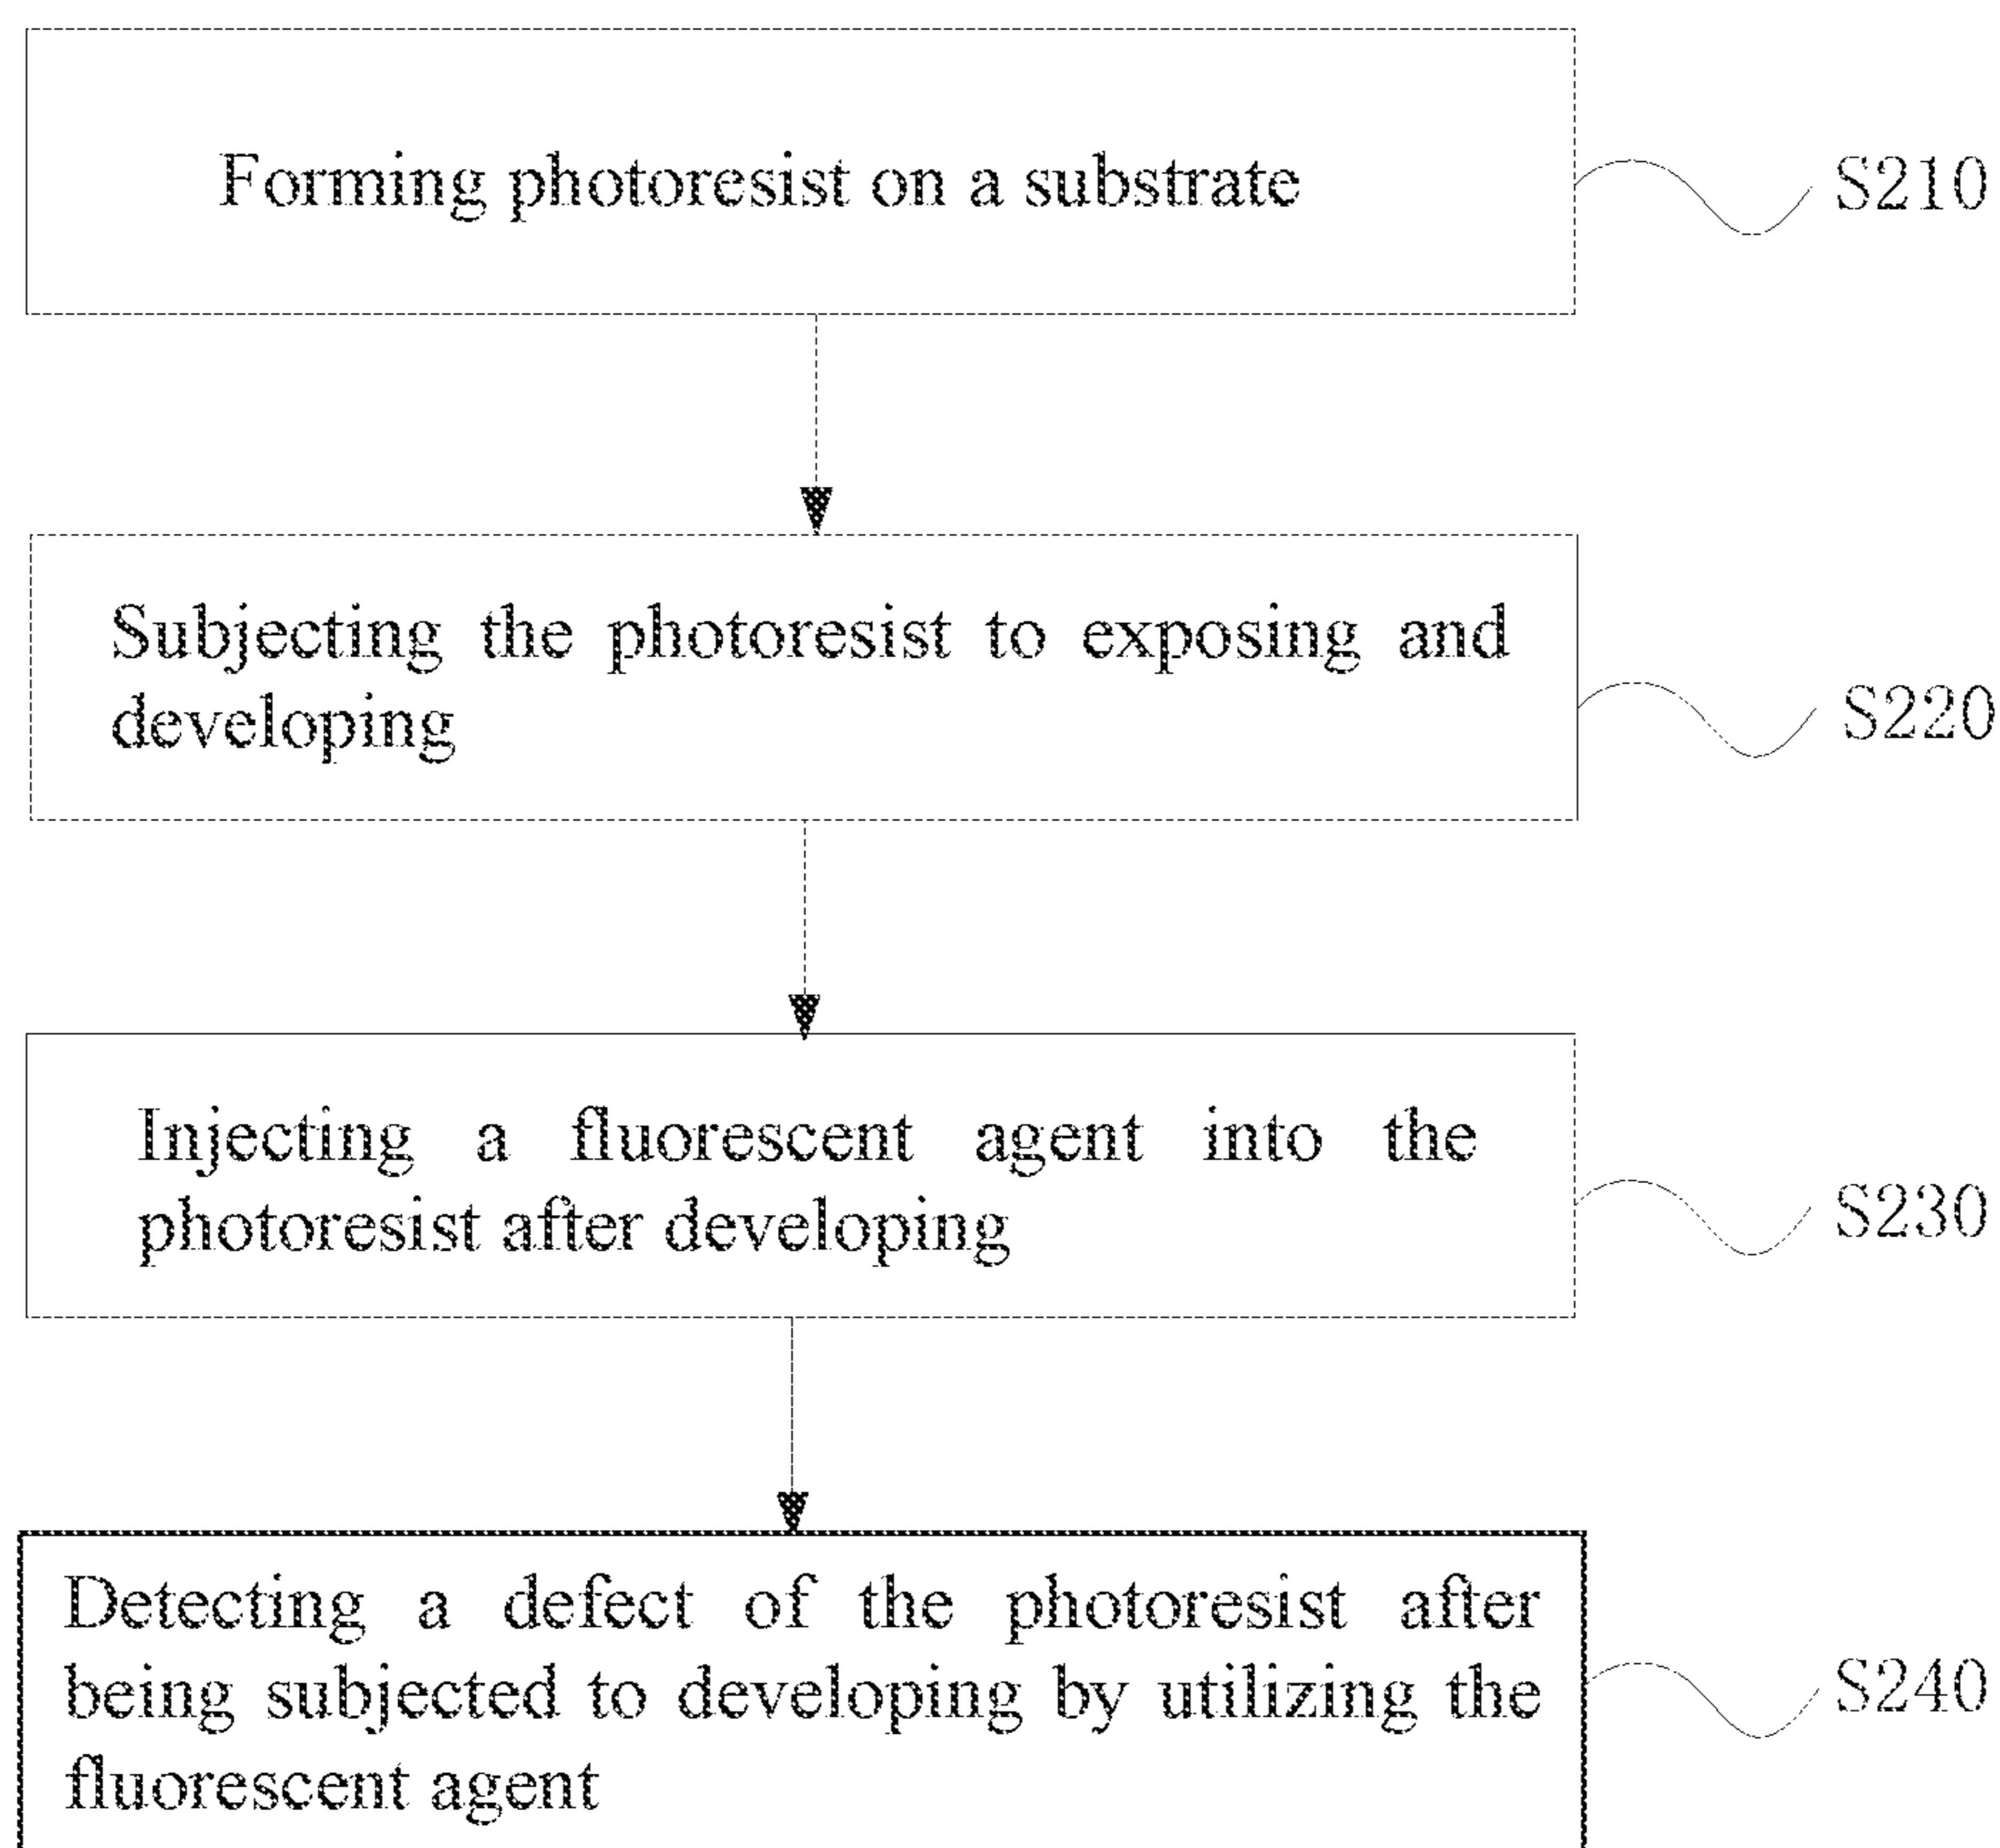 Forming photoresist on a substrate
S210
Subjecting the photoresist to exposing and
developing
S220
Injecting a fluorescent agent into the
photoresist after developing
S230
Detecting a defect of the photoresist after
being subjected to developing by utilizing the
fluorescent agent
S240